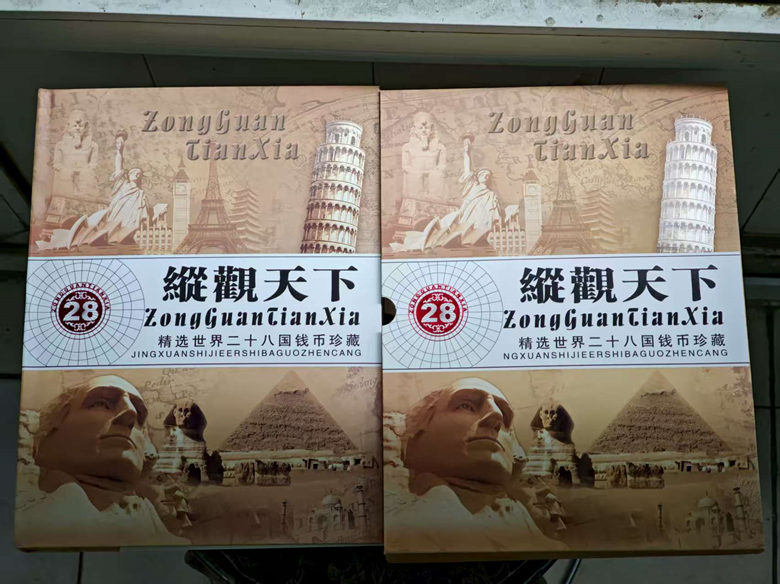 ZongGuan
TianXia
28
縱觀天下
ZongGuanTianXia
精选世界二十八国钱币珍藏
JINGXUANSHIJIEERSHIBAGUOZHENCANG
ZongGuan
TianXia
28
縱觀天下
ZongGuanTianXia
精选世界二十八国钱币珍藏
NGXUANSHIJIEERSHIBAGUOZHENCANG